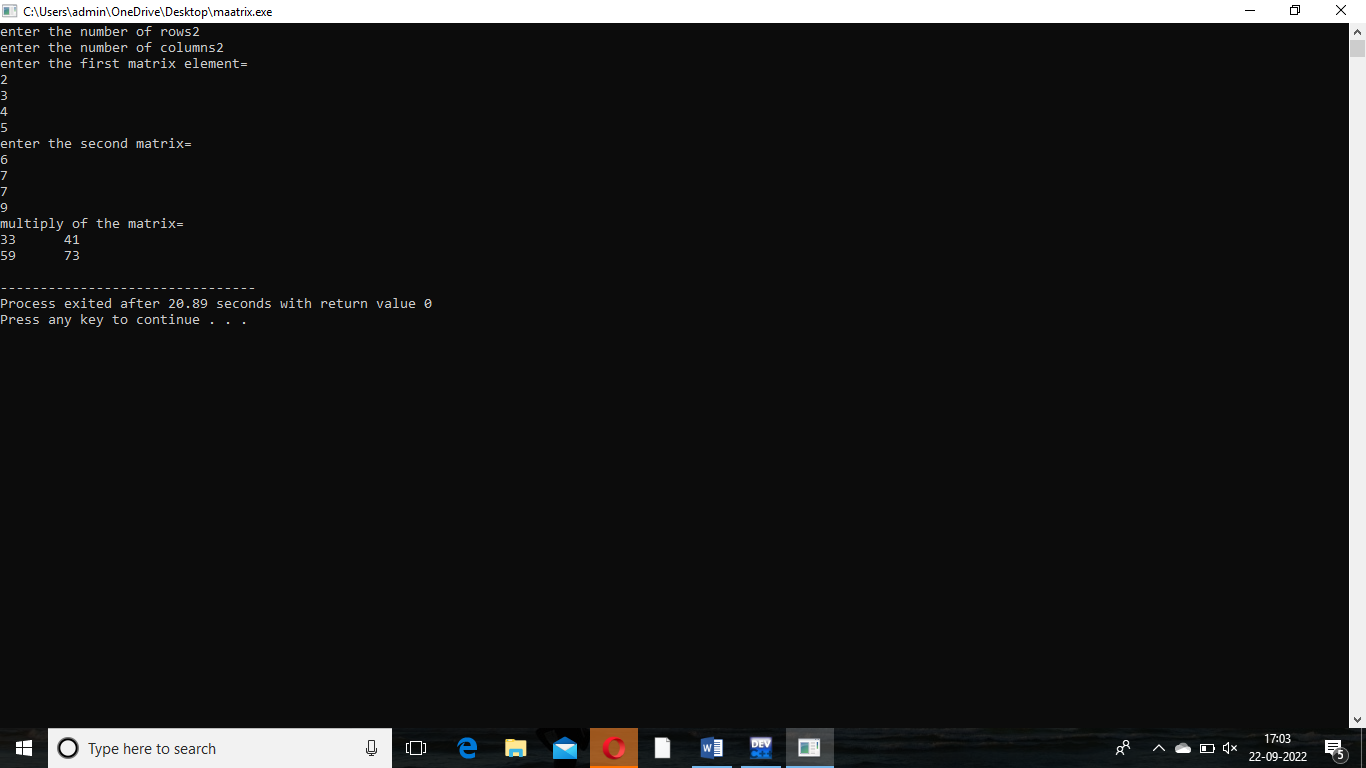 C:\Users\admin\OneDrive\Desktop\maatrix.exe
enter the number of rows2
enter the number of columns2
enter the first matrix element=
2
3
4
5
enter the second matrix=
6
7
7
9
multiply of the matrix=
33 41
59 73
--------------------------------
Process exited after 20.89 seconds with return value 0
Press any key to continue . . .
Type here to search
DEV
17:03
22-09-2022
5